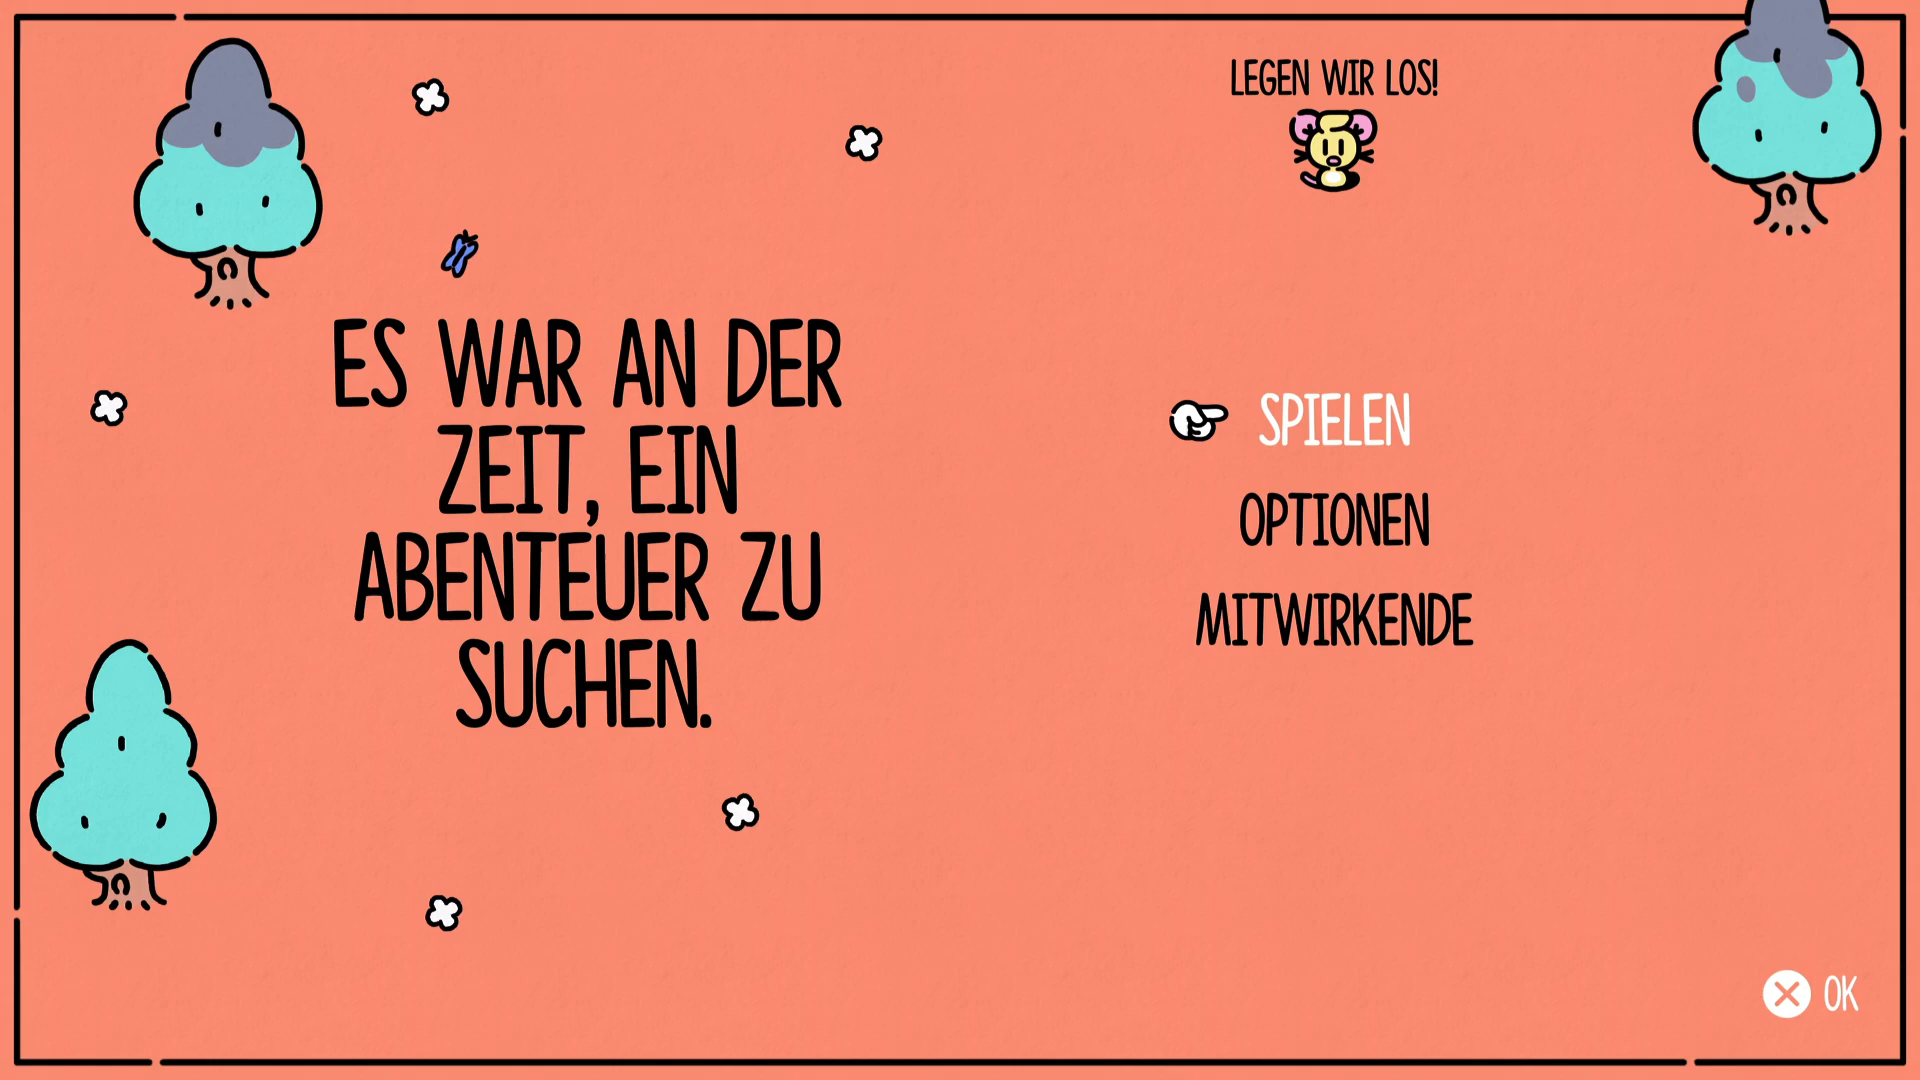 LEGEN WIR LOS!
ES WAR AN DER
ZEIT, EIN
ABENTEUER ZU
SUCHEN.
SPIELEN
OPTIONEN
MITWIRKENDE
OK